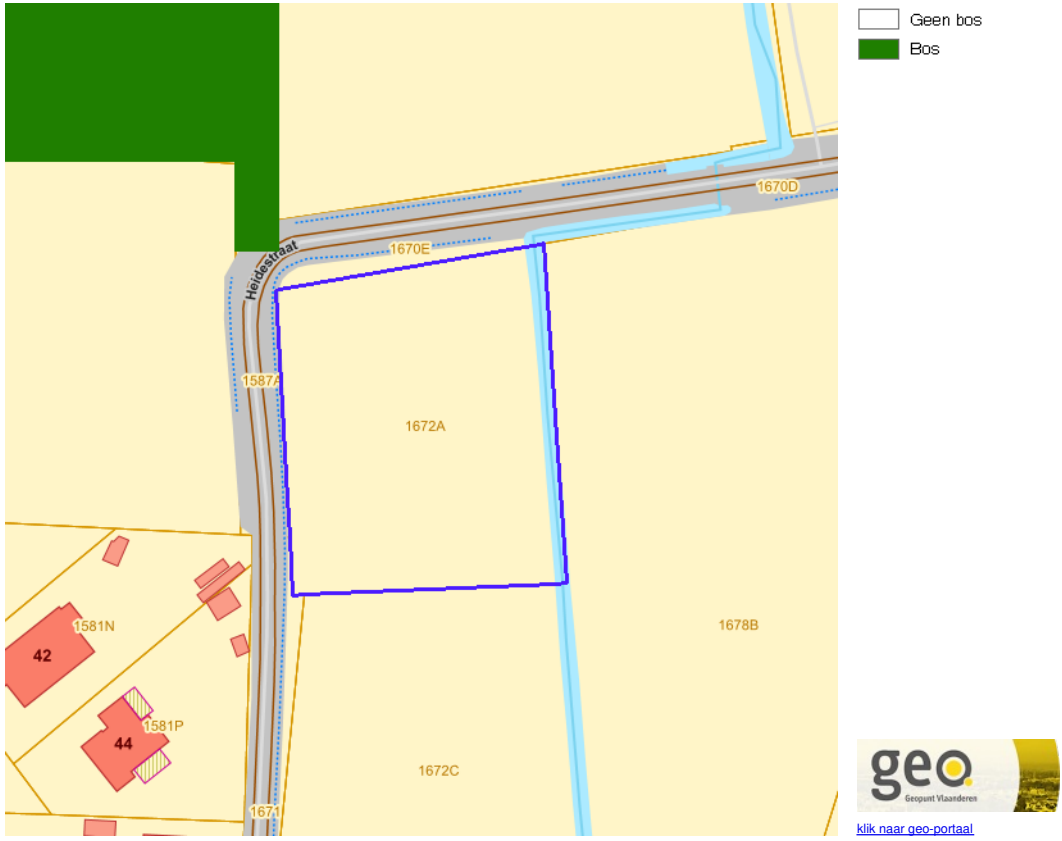 Geen bos
Bos
1670D
1670E
Heidestraat
1587A
1672A
1581N
1678B
42
1581P
44
1672C
1671
geo
Geopunt Vlaanderen
klik naar geo-portaal